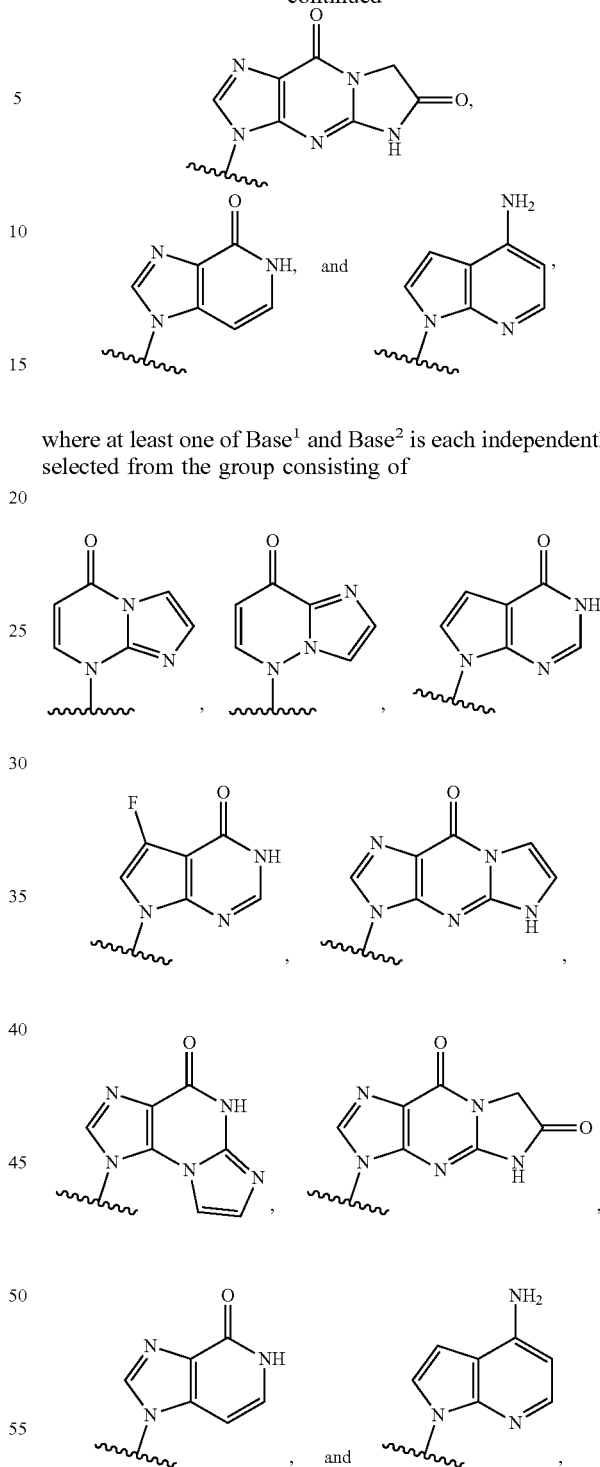 continued
O
N N
5 O,
N N N
H
10 O NH2
N NH, and ,
N N N
15
where at least one of Base1 and Base2 is each independentl
selected from the group consisting of
20
O O O
N N NH
25
N N N N N N
, ,
30
F O O
NH N N
35
N N N N N
H
, ,
40
O O
N NH N N
45 O
N N N N N N
H
, ,
50 O NH2
N NH
N N N
55
, and ,